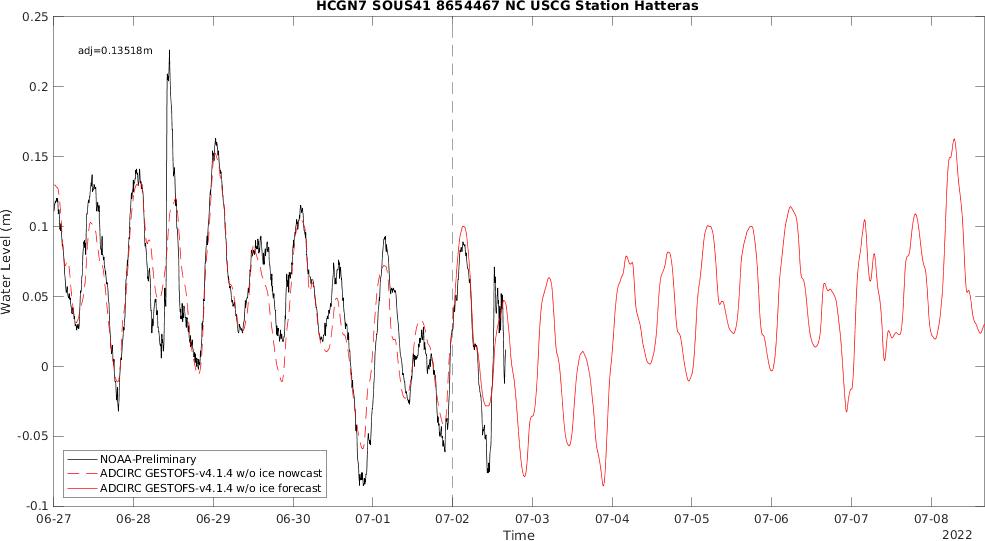 HCGN7 SOUS41 8654467 NC USCG Station Hatteras
adj=0.13518m
0.25
0.2
0.15
0.1
0.05
0
-0.05
-0.1
Water Level (m)
NOAA-Preliminary
ADCIRC GESTOFS-v4.1.4 w/o ice nowcast
ADCIRC GESTOFS-v4.1.4 w/o ice forecast
06-27 06-28 06-29 06-30 07-01 07-02 07-03 07-04 07-05 07-06 07-07 07-08
Time
2022